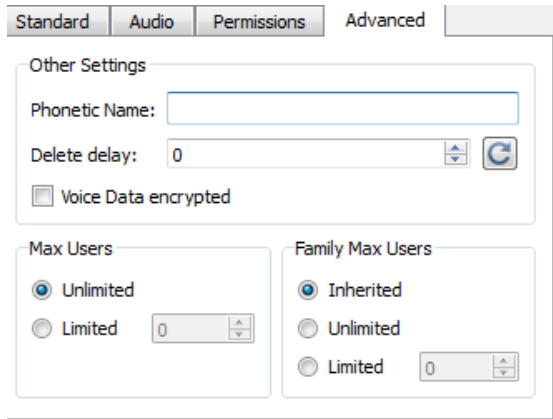 Standard Audio Permissions Advanced
Other Settings
Phonetic Name:
Delete delay: 0
Voice Data encrypted
Max Users
Unlimited
Limited 0
Family Max Users
Inherited
Unlimited
Limited 0